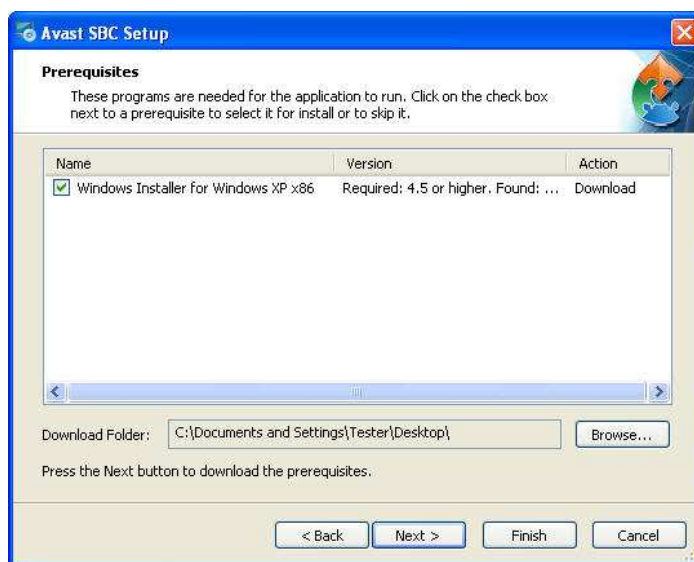 Avast SBC Setup
Prerequisites
These programs are needed for the application to run. Click on the check box
next to a prerequisite to select it for install or to skip it.
Name Version Action
Windows Installer for Windows XP x86 Required: 4.5 or higher. Found: ... Download
Download Folder: C:\Documents and Settings\Tester\Desktop\ Browse...
Press the Next button to download the prerequisites.
< Back Next > Finish Cancel